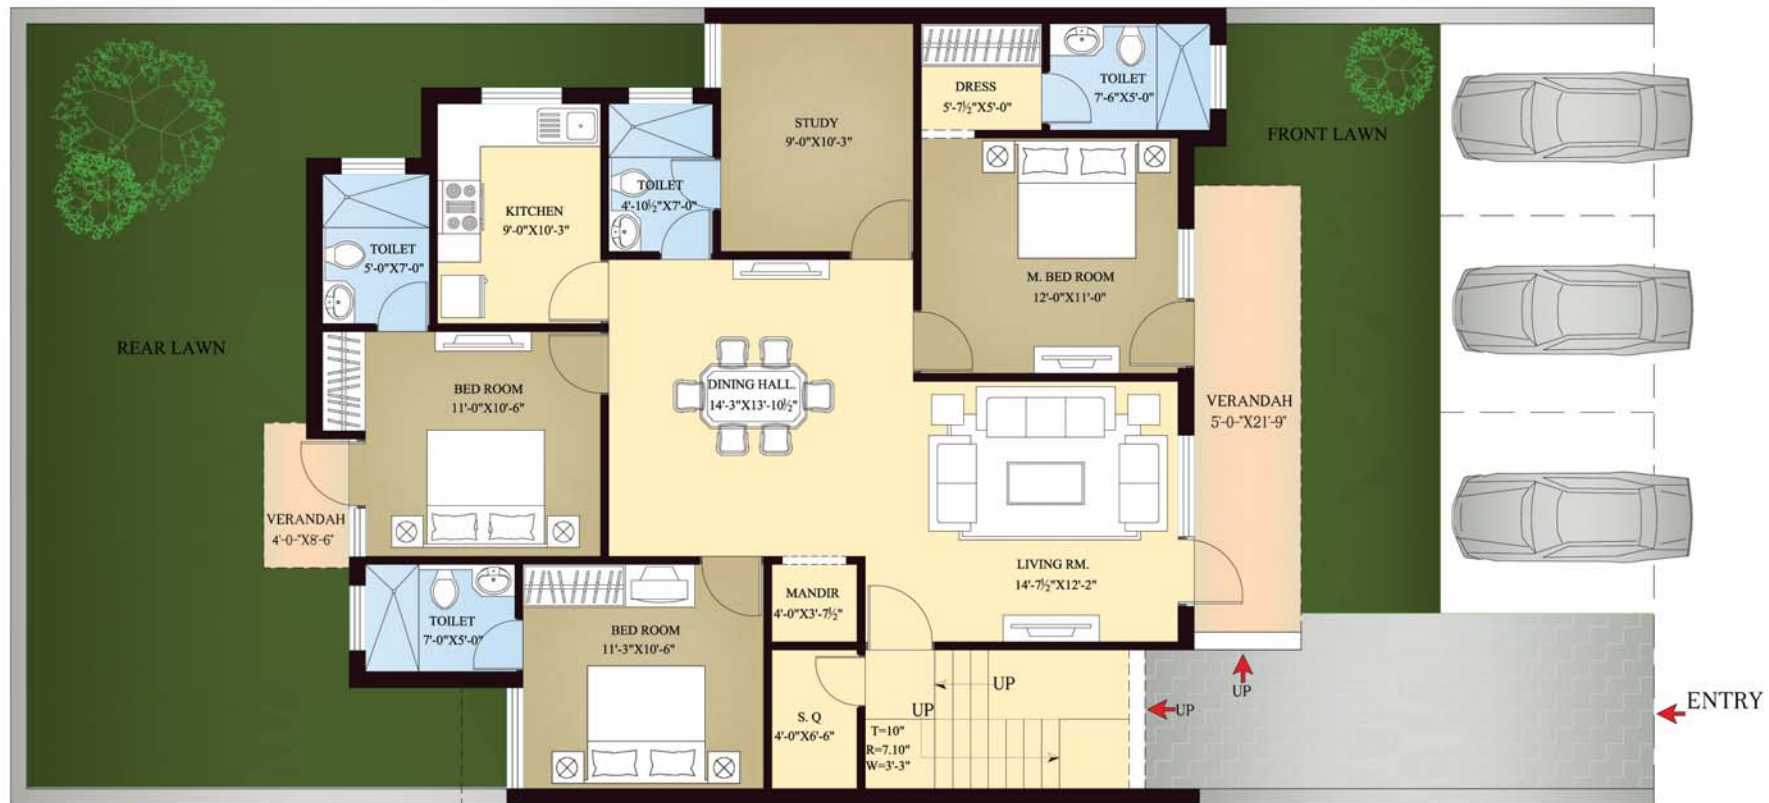 STUDY
9'-0"X10'-3"
DRESS
5'-7½"X5'-0"
TOILET
7'-6"X5'-0"
FRONT LAWN
TOILET
4'-10½"X7'-0"
KITCHEN
9'-0"X10'-3"
TOILET
5'-0"X7'-0"
M. BED ROOM
12'-0"X11'-0"
REAR LAWN
BED ROOM
11'-0"X10'-6"
DINING HALL.
14'-3"X13'-10½"
VERANDAH
5'-0-"X21'-9"
VERANDAH
4'-0-"X8'-6"
LIVING RM.
14'-7½"X12'-2"
MANDIR
4'-0"X3'-7½"
TOILET
7'-0"X5'-0"
BED ROOM
11'-3"X10'-6"
S. Q
4'-0"X6'-6"
UP
UP
T=10"
R=7.10"
W=3'-3"
UP
UP
ENTRY